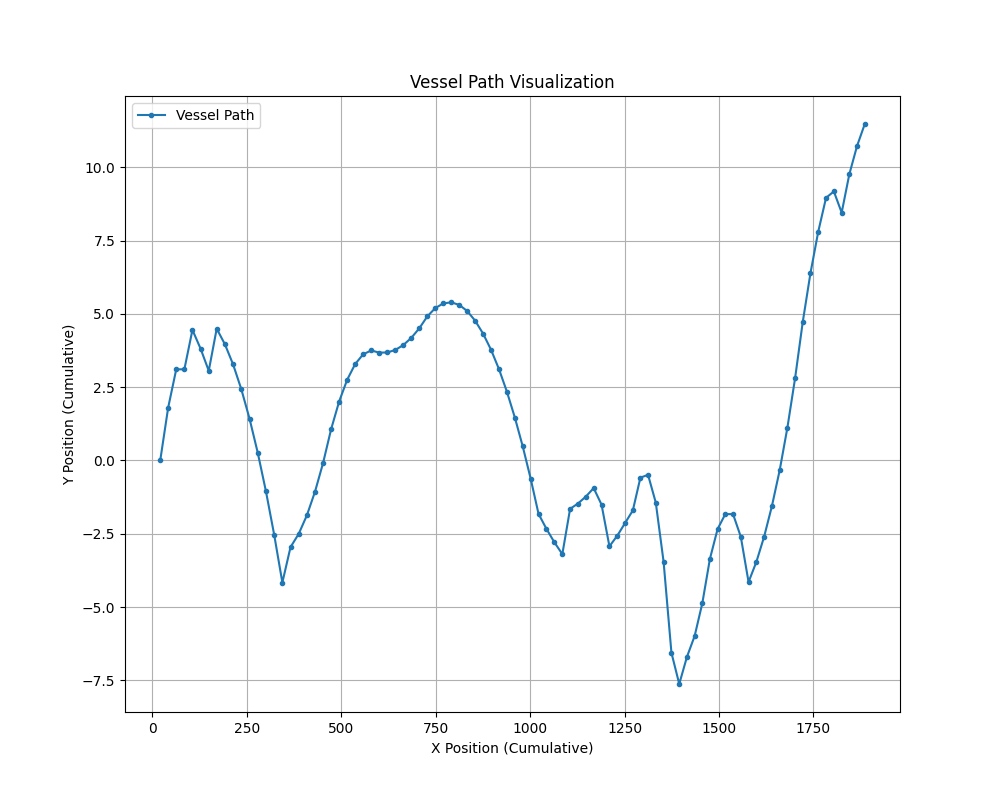 Vessel Path Visualization
Vessel Path
10.0
7.5
5.0
2.5
0.0
−2.5
−5.0
−7.5
Y Position (Cumulative)
0 250 500 750 1000 1250 1500 1750
X Position (Cumulative)